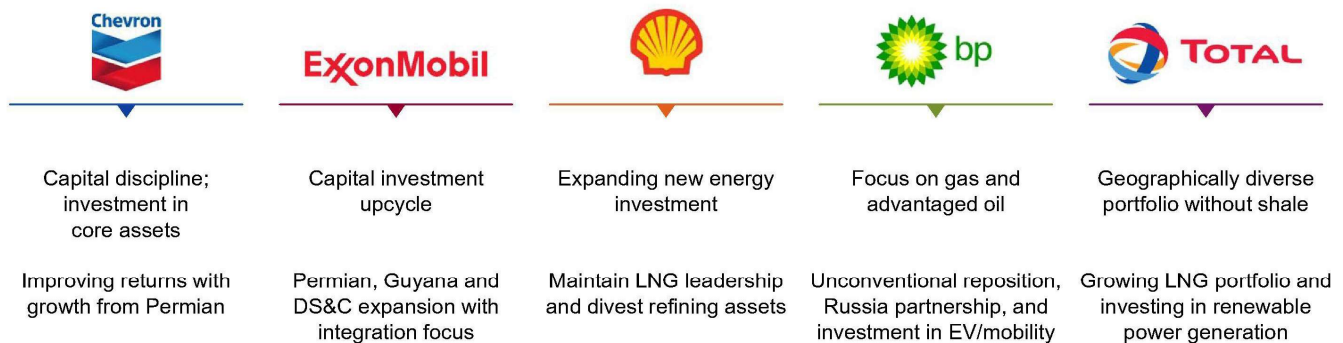 Chevron
ExxonMobil
bp
TOTAL
Capital discipline;
investment in
core assets
Capital investment
upcycle
Expanding new energy
investment
Focus on gas and
advantaged oil
Geographically diverse
portfolio without shale
Improving returns with
growth from Permian
Permian, Guyana and
DS&C expansion with
integration focus
Maintain LNG leadership
and divest refining assets
Unconventional reposition,
Russia partnership, and
investment in EV/mobility
Growing LNG portfolio and
investing in renewable
power generation